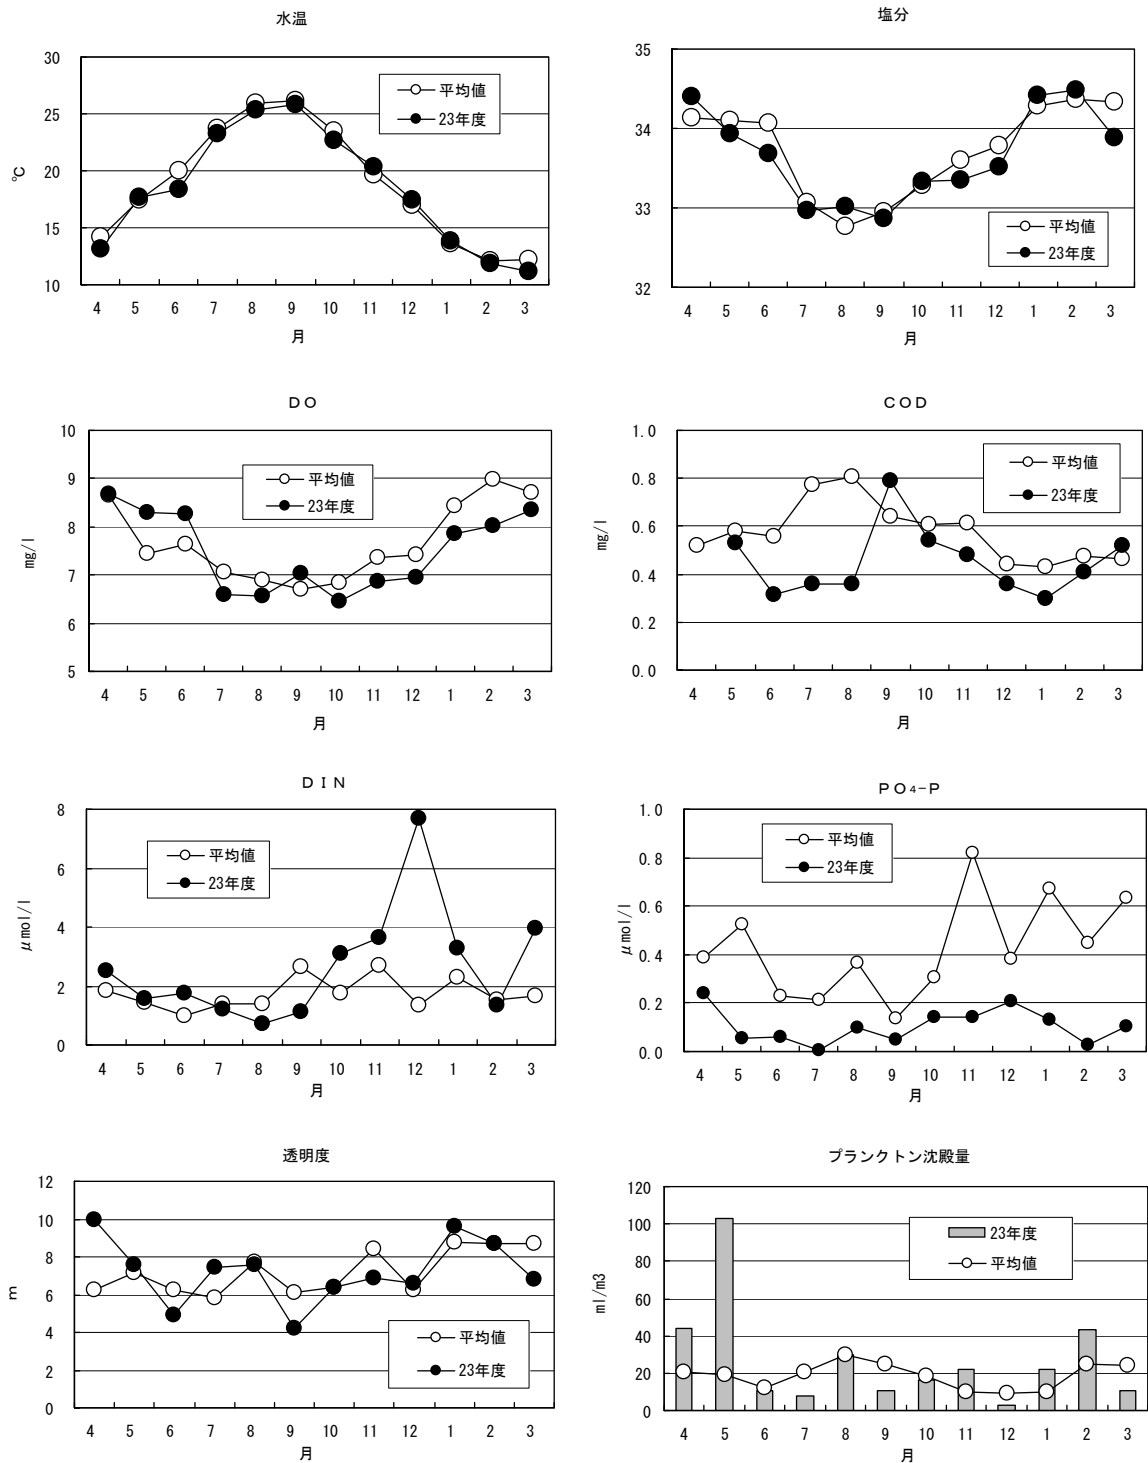 水温
30
25
20
15
10
℃
平均値
23年度
4 5 6 7 8 9 10 11 12 1 2 3
月
塩分
35
34
33
32
平均値
23年度
4 5 6 7 8 9 10 11 12 1 2 3
月
ＤＯ
10
9
8
7
6
5
mg/l
平均値
23年度
4 5 6 7 8 9 10 11 12 1 2 3
月
ＣＯＤ
1.0
0.8
0.6
0.4
0.2
0.0
mg/l
平均値
23年度
4 5 6 7 8 9 10 11 12 1 2 3
月
ＤＩＮ
8
6
4
2
0
μmol/l
平均値
23年度
4 5 6 7 8 9 10 11 12 1 2 3
月
ＰＯ₄-Ｐ
1.0
0.8
0.6
0.4
0.2
0.0
μmol/l
平均値
23年度
4 5 6 7 8 9 10 11 12 1 2 3
月
透明度
12
10
8
6
4
2
0
m
平均値
23年度
4 5 6 7 8 9 10 11 12 1 2 3
月
プランクトン沈殿量
120
100
80
60
40
20
0
ml/m3
23年度
平均値
4 5 6 7 8 9 10 11 12 1 2 3
月